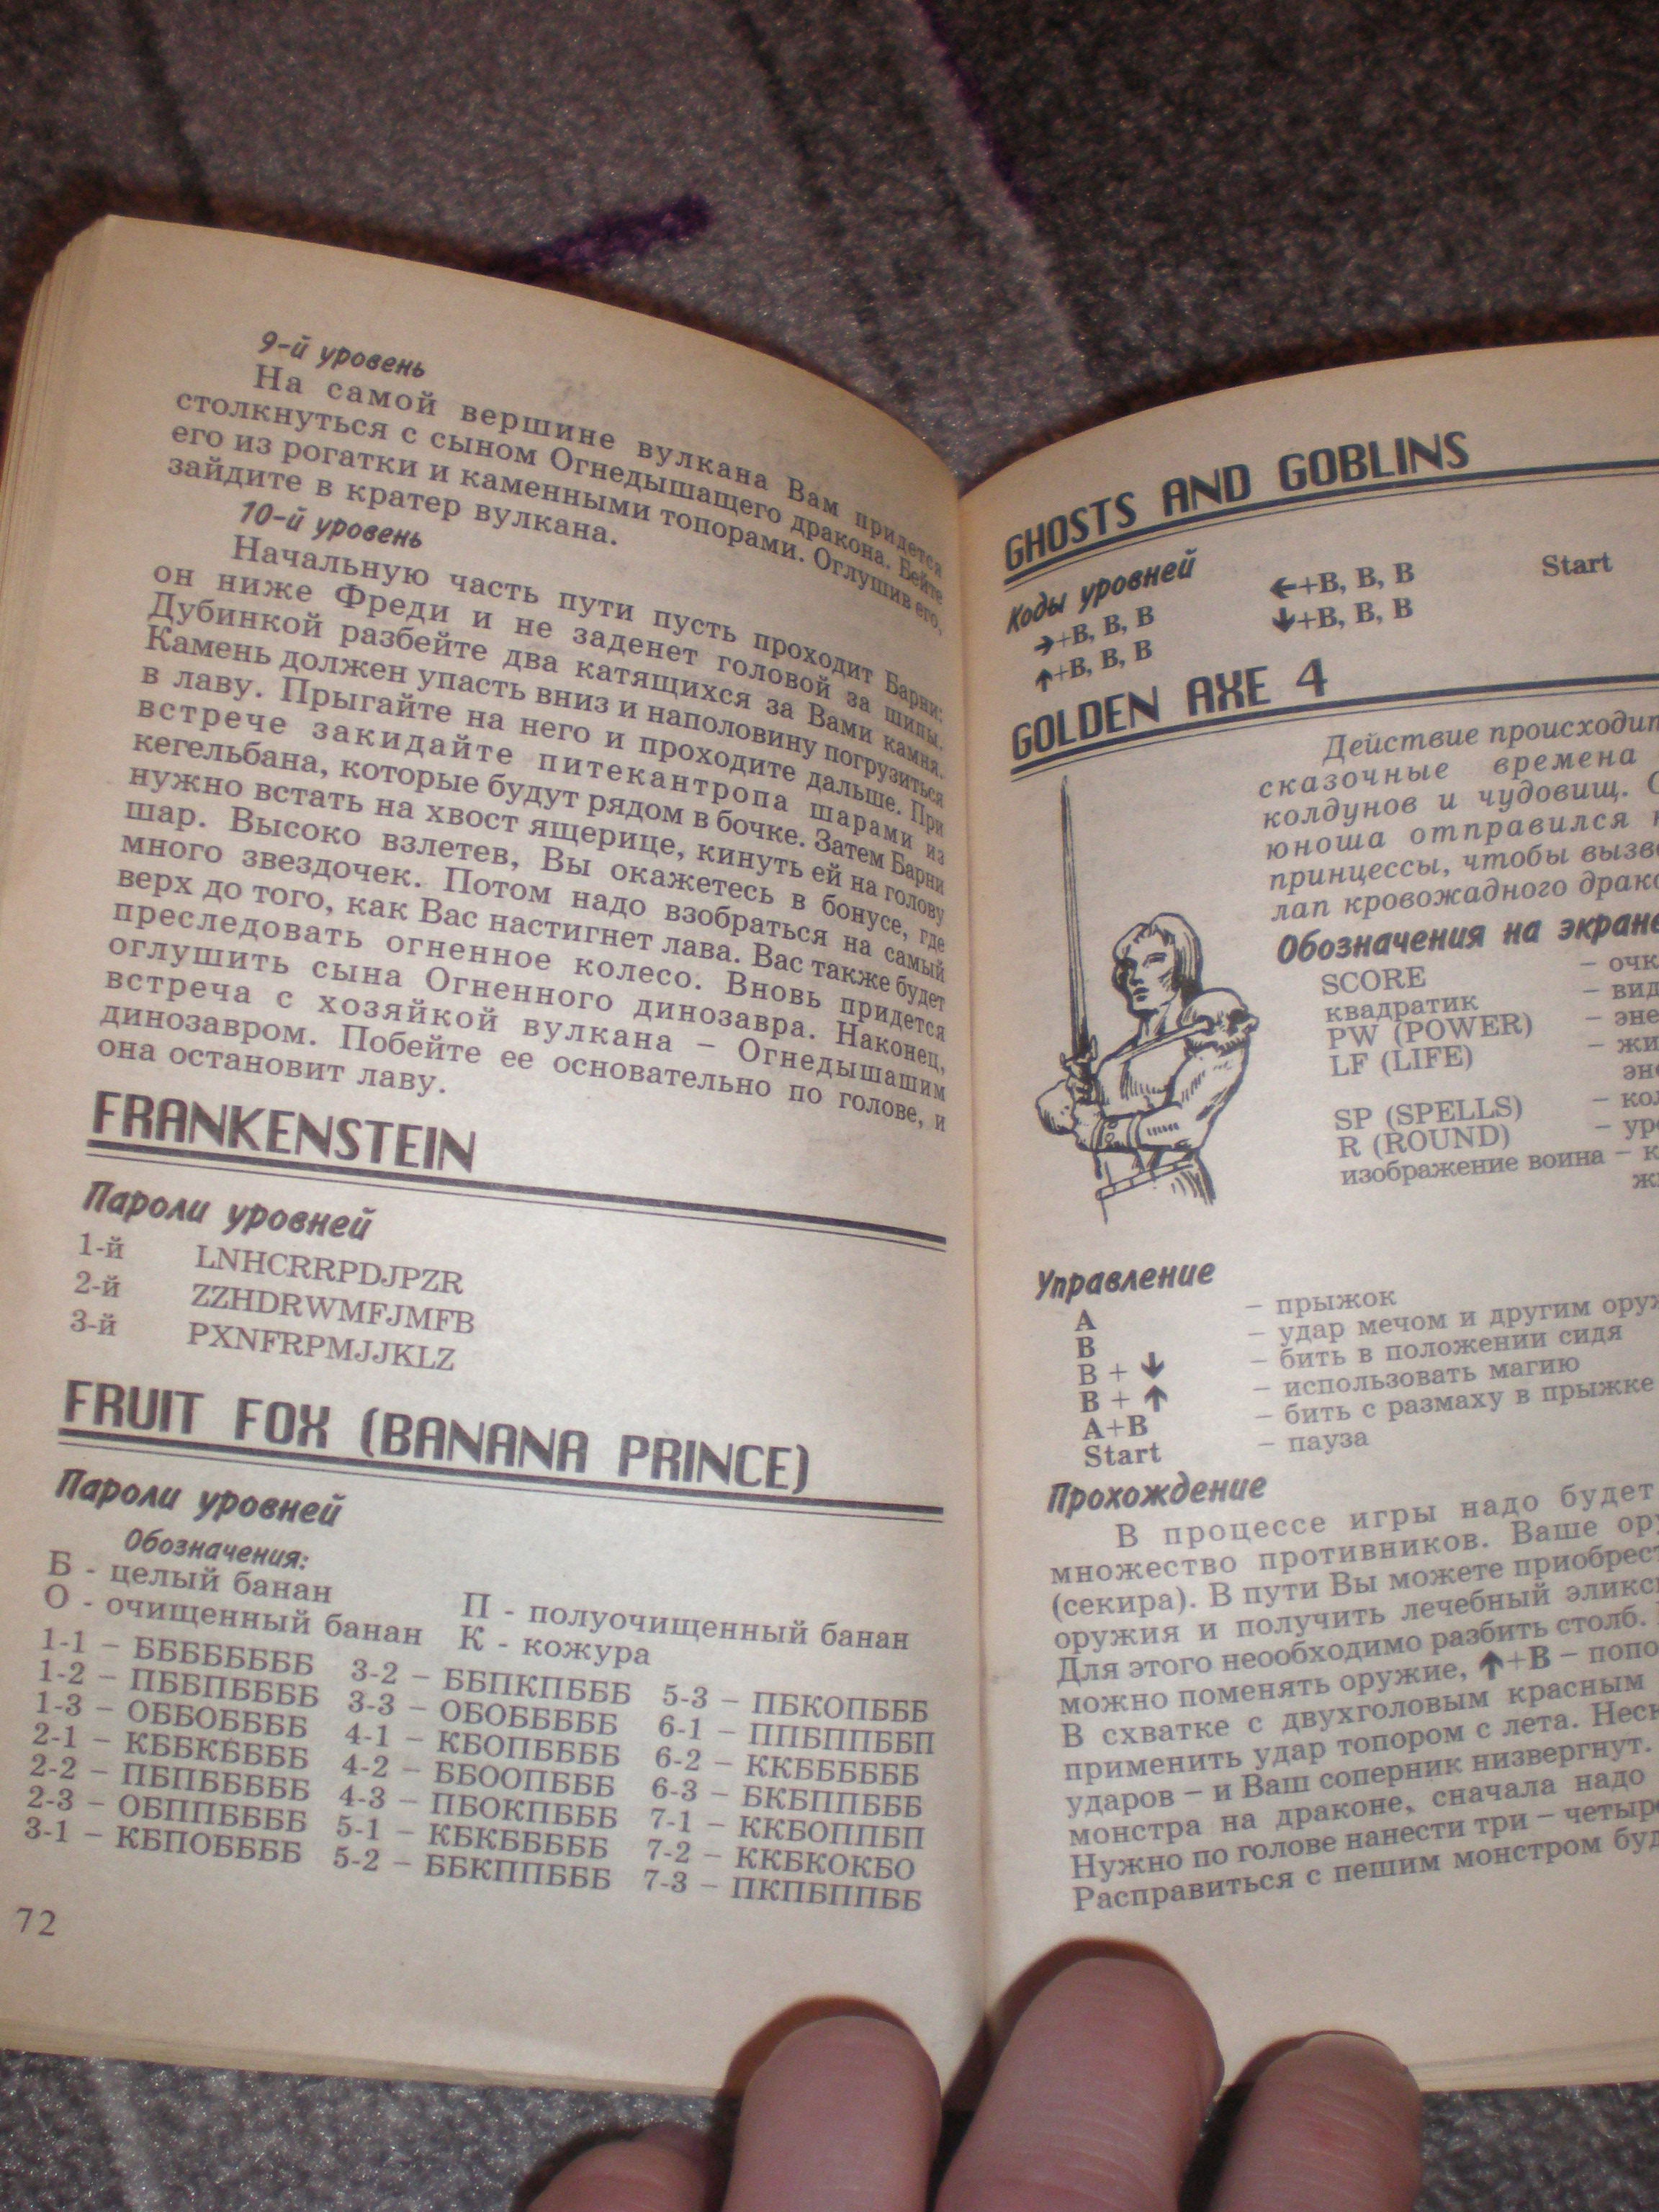 9-й уровень
На самой вершине вулкана Вам придется
столкнуться с сыном Огнедышащего дракона. Бейте
его из рогатки и каменными топорами. Оглушив его,
зайдите в кратер вулкана.
10-й уровень
Начальную часть пути пусть проходит Барни:
он ниже Фреди и не заденет головой за шипы.
Дубинкой разбейте два катящихся за Вами камня.
Камень должен упасть вниз и наполовину погрузиться
в лаву. Прыгайте на него и проходите дальше. При
встрече закидайте питекантропа шарами из
кегельбана, которые будут рядом в бочке. Затем Барни
нужно встать на хвост ящерице, кинуть ей на голову
шар. Высоко взлетев, Вы окажетесь в бонусе, где
много звездочек. Потом надо взобраться на самый
верх до того, как Вас настигнет лава. Вас также будет
преследовать огненное колесо. Вновь придется
оглушить сына Огненного динозавра. Наконец,
встреча с хозяйкой вулкана – Огнедышашим
динозавром. Побейте ее основательно по голове, и
она остановит лаву.
FRANKENSTEIN
Пароли уровней
1-й LNHCRRPDJPZR
2-й ZZHDRWMFJMFB
3-й PXNFRPMJJKLZ
FRUIT FOX (BANANA PRINCE)
Пароли уровней
Обозначения:
Б - целый банан П - полуочищенный банан
О - очищенный банан К - кожура
1-1 – ББББББББ 3-2 – ББПКПБББ 5-3 – ПБКОПБББ
1-2 – ПББПББББ 3-3 – ОБОБББББ 6-1 – ППБППББП
1-3 – ОББОББББ 4-1 – КБОПББББ 6-2 – ККББББББ
2-1 – КББКББББ 4-2 – ББООПБББ 6-3 – БКБППБББ
2-2 – ПБПБББББ 4-3 – ПБОКПБББ 7-1 – ККБОППБП
2-3 – ОБППББББ 5-1 – КБКБББББ 7-2 – ККБКОКБО
3-1 – КБПОББББ 5-2 – ББКППБББ 7-3 – ПКПБППББ
72
GHOSTS AND GOBLINS
Коды уровней
→+B, B, B ←+B, B, B Start
↑+B, B, B ↓+B, B, B
GOLDEN AXE 4
Действие происходит
сказочные времена
колдунов и чудовищ.
юноша отправился
принцессы, чтобы
лап кровожадного
Обозначения на экране
SCORE –
квадратик –
PW (POWER) –
LF (LIFE) –
SP (SPELLS) –
R (ROUND) –
изображение воина –
Управление
A – прыжок
B – удар мечом и другим
B + ↓ – бить в положении сидя
B + ↑ – использовать магию
A+B – бить с размаху в прыжке
Start – пауза
Прохождение
В процессе игры надо будет
множество противников. Ваше
(секира). В пути Вы можете
оружия и получить лечебный
Для этого необходимо разбить столб.
можно поменять оружие, ↑+B –
В схватке с двухголовым красным
применить удар топором с лета.
ударов – и Ваш соперник низвергнут.
монстра на драконе, сначала надо
Нужно по голове нанести три –
Расправиться с пешим монстром